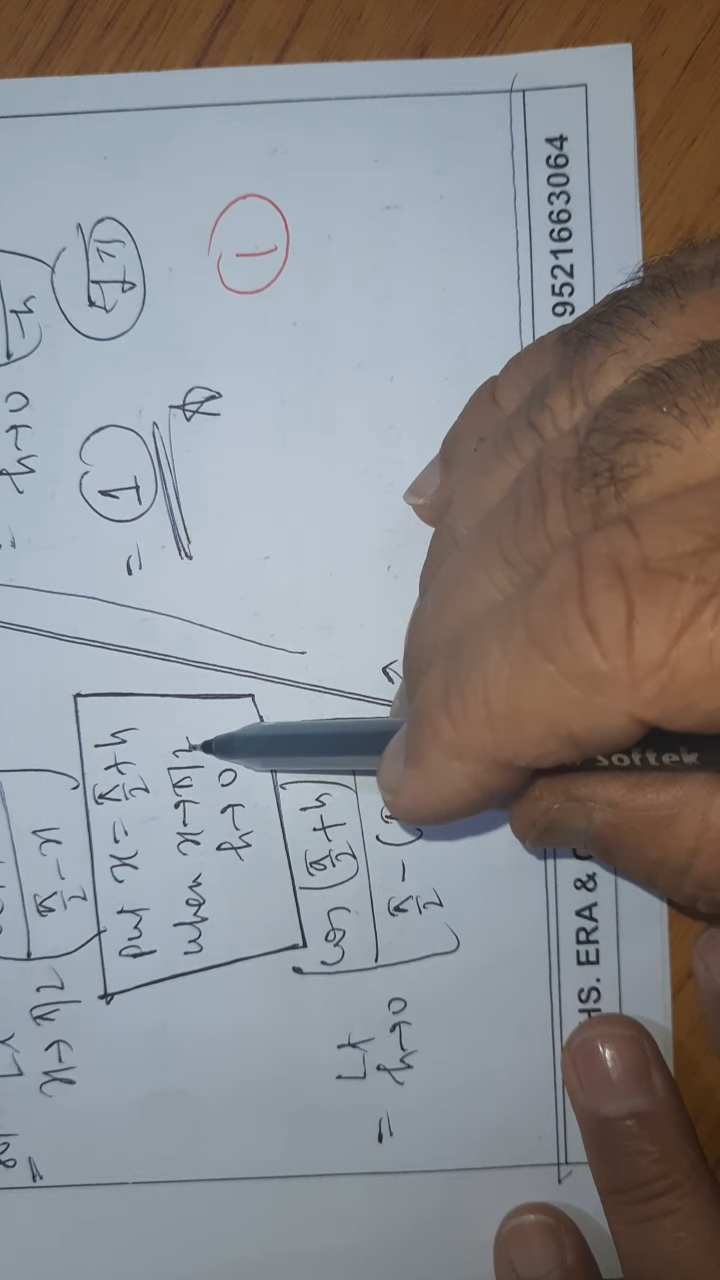 x→π/2
π/2 - x
put x = π/2 + h
when x→π/2
h→0
= Lt
h→0
cos(π/2 + h)
π/2 - (
h→0
-h
= 1
1
9521663064
HS. ERA &
Softek